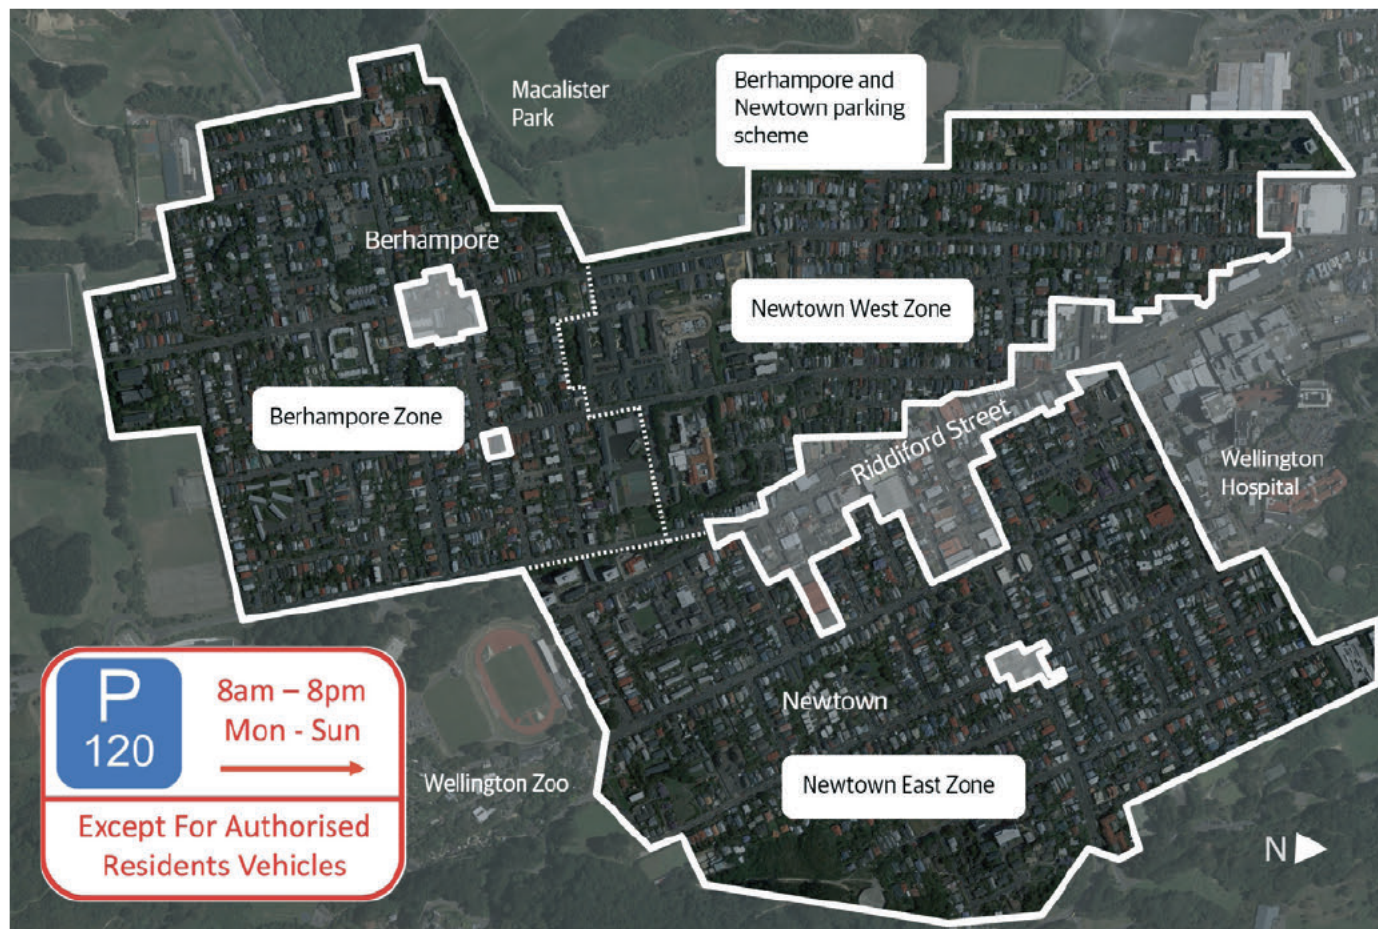 Macalister
Park
Berhampore and
Newtown parking
scheme
Berhampore
Newtown West Zone
Berhampore Zone
Riddiford Street
Wellington
Hospital
P
120
8am – 8pm
Mon - Sun
Except For Authorised
Residents Vehicles
Newtown
Wellington Zoo
Newtown East Zone
N